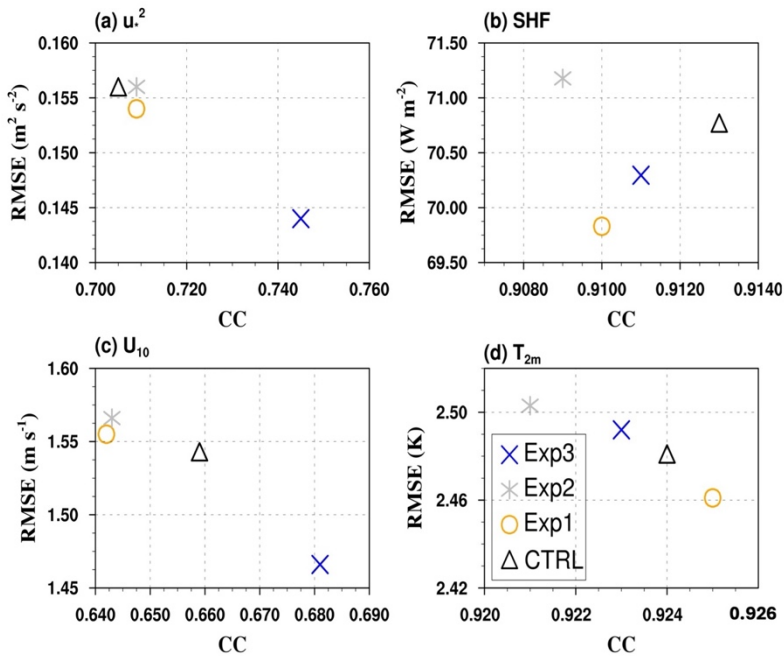 (a) u*²
RMSE (m² s⁻²)
0.160
0.155
0.150
0.145
0.140
0.700 0.720 0.740 0.760
CC
(b) SHF
RMSE (W m⁻²)
71.50
71.00
70.50
70.00
69.50
0.9080 0.9100 0.9120 0.9140
CC
(c) U₁₀
RMSE (m s⁻¹)
1.60
1.55
1.50
1.45
0.640 0.650 0.660 0.670 0.680 0.690
CC
(d) T₂ₘ
RMSE (K)
2.50
2.46
2.42
Exp3
Exp2
Exp1
CTRL
0.920 0.922 0.924 0.926
CC